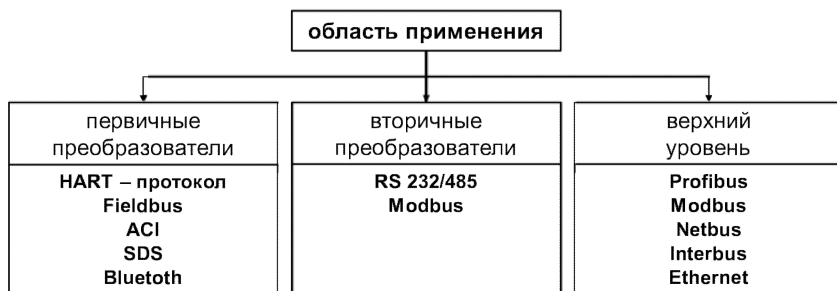 область применения
первичные
преобразователи
HART – протокол
Fieldbus
ACI
SDS
Bluetoth
вторичные
преобразователи
RS 232/485
Modbus
верхний
уровень
Profibus
Modbus
Netbus
Interbus
Ethernet